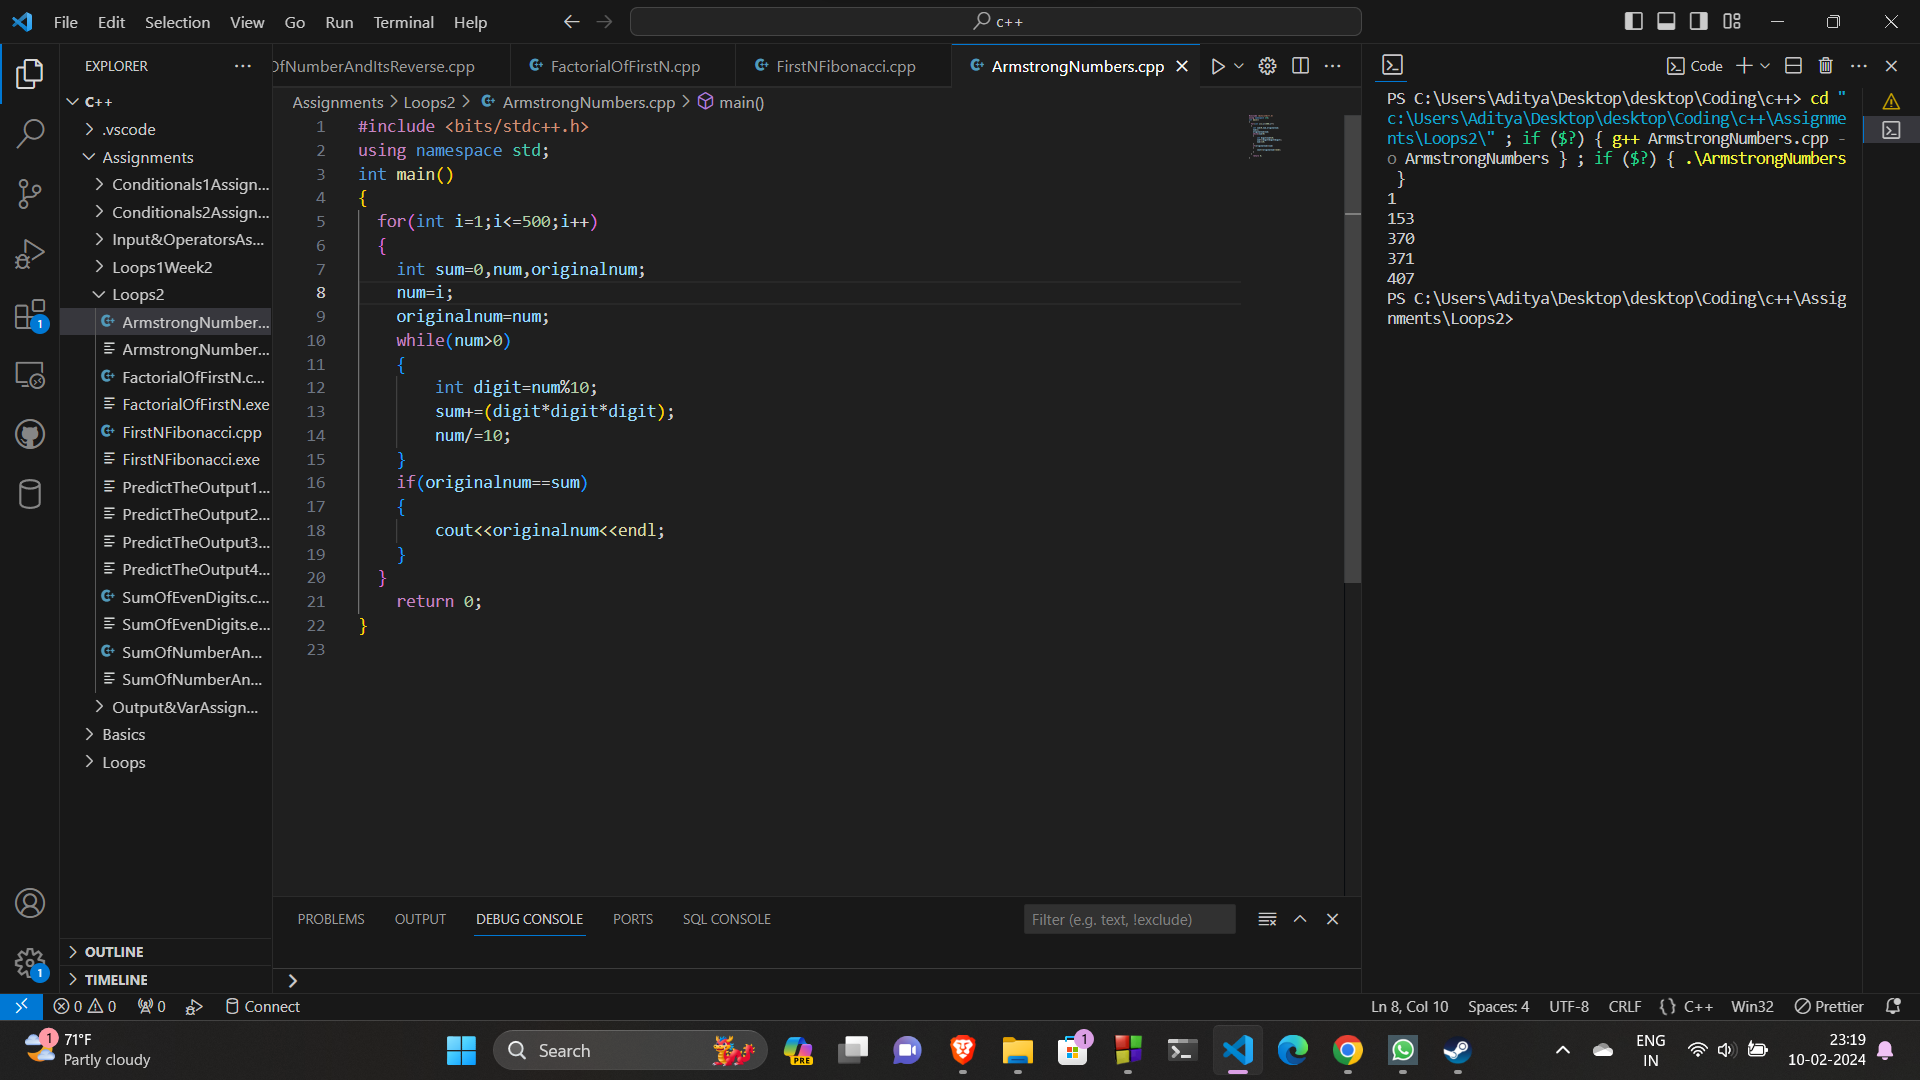 File Edit Selection View Go Run Terminal Help
c++
EXPLORER
C++
.vscode
Assignments
Conditionals1Assign...
Conditionals2Assign...
Input&OperatorsAs...
Loops1Week2
Loops2
ArmstrongNumber...
ArmstrongNumber...
FactorialOfFirstN.c...
FactorialOfFirstN.exe
FirstNFibonacci.cpp
FirstNFibonacci.exe
PredictTheOutput1...
PredictTheOutput2...
PredictTheOutput3...
PredictTheOutput4...
SumOfEvenDigits.c...
SumOfEvenDigits.e...
SumOfNumberAn...
SumOfNumberAn...
Output&VarAssign...
Basics
Loops
OUTLINE
TIMELINE
OfNumberAndItsReverse.cpp FactorialOfFirstN.cpp FirstNFibonacci.cpp ArmstrongNumbers.cpp
Assignments > Loops2 > ArmstrongNumbers.cpp > main()
1 #include <bits/stdc++.h>
2 using namespace std;
3 int main()
4 {
5 for(int i=1;i<=500;i++)
6 {
7 int sum=0,num,originalnum;
8 num=i;
9 originalnum=num;
10 while(num>0)
11 {
12 int digit=num%10;
13 sum+=(digit*digit*digit);
14 num/=10;
15 }
16 if(originalnum==sum)
17 {
18 cout<<originalnum<<endl;
19 }
20 }
21 return 0;
22 }
23
PROBLEMS OUTPUT DEBUG CONSOLE PORTS SQL CONSOLE
Filter (e.g. text, !exclude)
Code
PS C:\Users\Aditya\Desktop\desktop\Coding\c++> cd "
c:\Users\Aditya\Desktop\desktop\Coding\c++\Assignme
nts\Loops2\" ; if ($?) { g++ ArmstrongNumbers.cpp -
o ArmstrongNumbers } ; if ($?) { .\ArmstrongNumbers
}
1
153
370
371
407
PS C:\Users\Aditya\Desktop\desktop\Coding\c++\Assig
nments\Loops2>
1
1
0 0 0 Connect
Ln 8, Col 10 Spaces: 4 UTF-8 CRLF {} C++ Win32 Prettier
1
71°F
Partly cloudy
Search
PRE
1
ENG
IN
23:19
10-02-2024